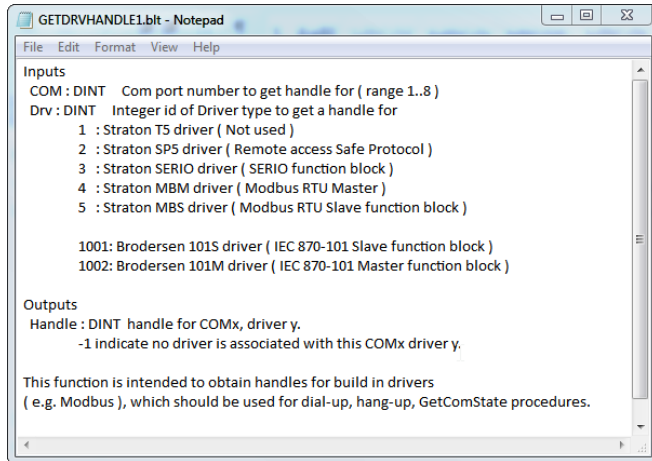 GETDRVHANDLE1.blt - Notepad
File Edit Format View Help
Inputs
COM : DINT Com port number to get handle for ( range 1..8 )
Drv : DINT Integer id of Driver type to get a handle for
1 : Straton T5 driver ( Not used )
2 : Straton SP5 driver ( Remote access Safe Protocol )
3 : Straton SERIO driver ( SERIO function block )
4 : Straton MBM driver ( Modbus RTU Master )
5 : Straton MBS driver ( Modbus RTU Slave function block )
1001: Brodersen 101S driver ( IEC 870-101 Slave function block )
1002: Brodersen 101M driver ( IEC 870-101 Master function block )
Outputs
Handle : DINT handle for COMx, driver y.
-1 indicate no driver is associated with this COMx driver y.
This function is intended to obtain handles for build in drivers
( e.g. Modbus ), which should be used for dial-up, hang-up, GetComState procedures.